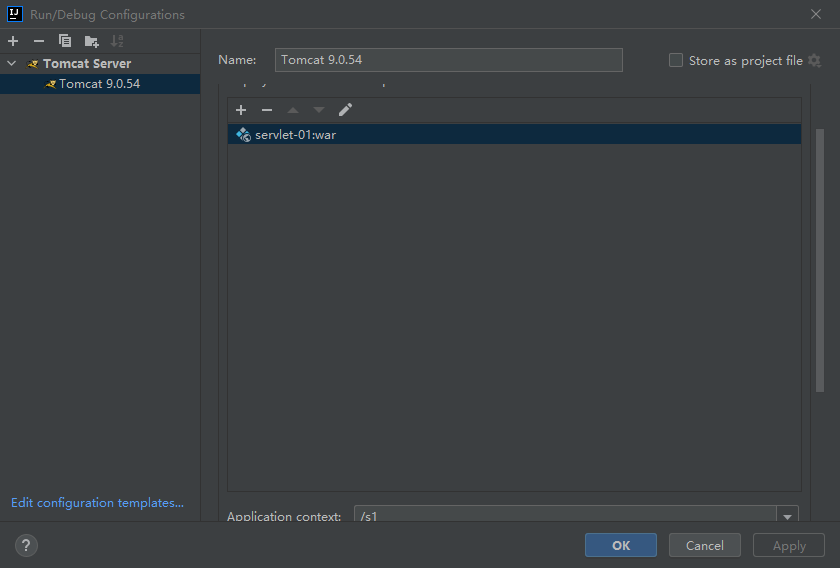 Run/Debug Configurations
Tomcat Server
Tomcat 9.0.54
Name: Tomcat 9.0.54 Store as project file
servlet-01:war
Edit configuration templates...
Application context: /s1
? OK Cancel Apply